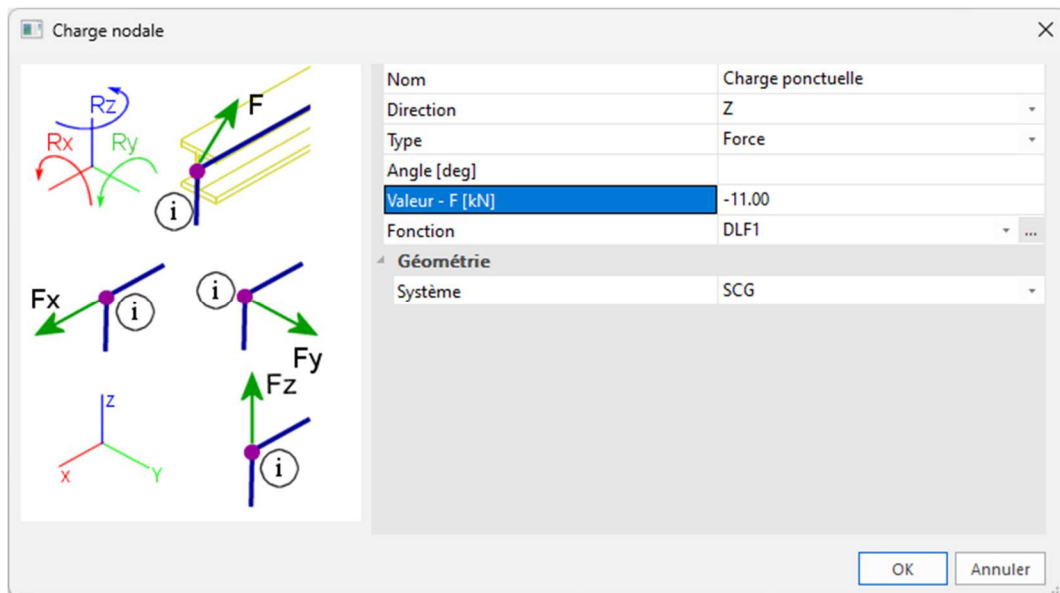 Charge nodale
Rz
Rx
Ry
F
i
Fx
i
i
Fy
Fz
z
x
Y
i
Nom Charge ponctuelle
Direction Z
Type Force
Angle [deg]
Valeur - F [kN] -11.00
Fonction DLF1 ...
Géométrie
Système SCG
OK Annuler